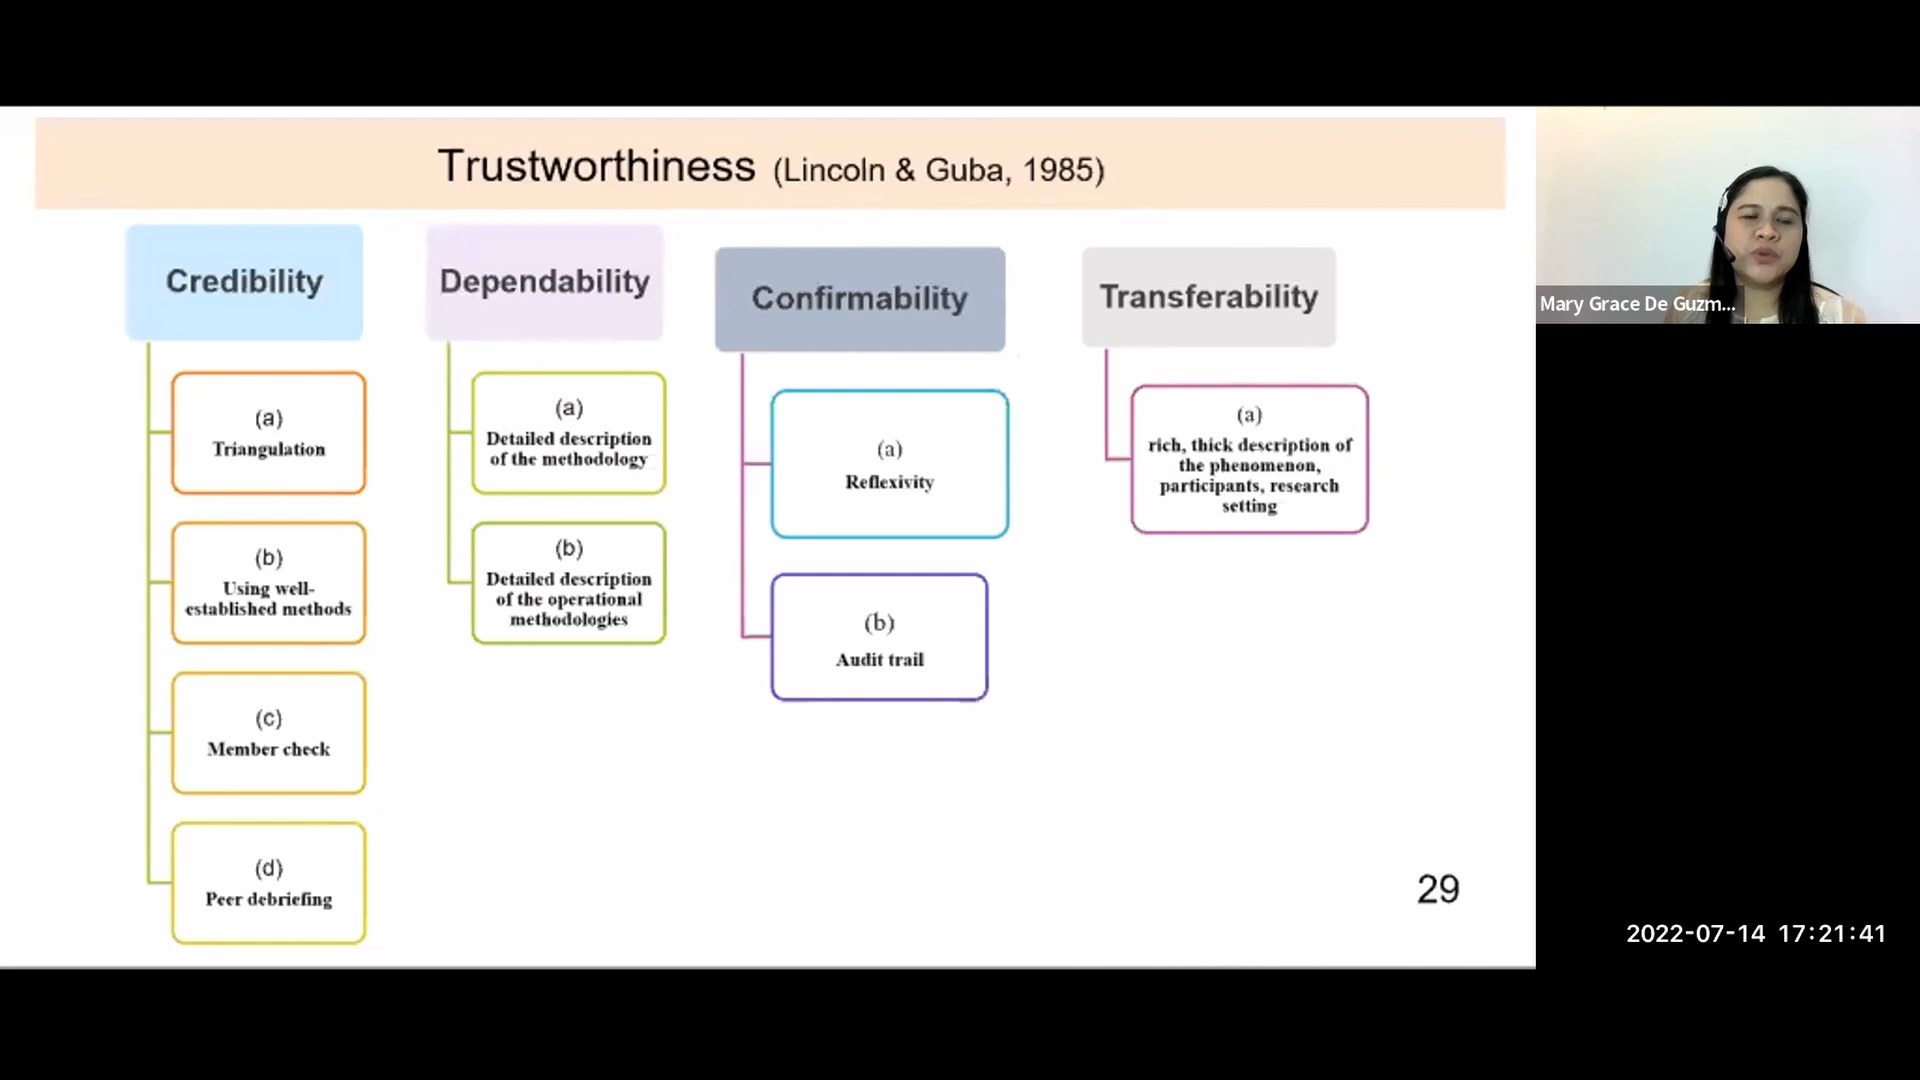 Trustworthiness (Lincoln & Guba, 1985)
Credibility
(a)
Triangulation
(b)
Using well-
established methods
(c)
Member check
(d)
Peer debriefing
Dependability
(a)
Detailed description
of the methodology
(b)
Detailed description
of the operational
methodologies
Confirmability
(a)
Reflexivity
(b)
Audit trail
Transferability
(a)
rich, thick description of
the phenomenon,
participants, research
setting
29
Mary Grace De Guzm...
2022-07-14 17:21:41